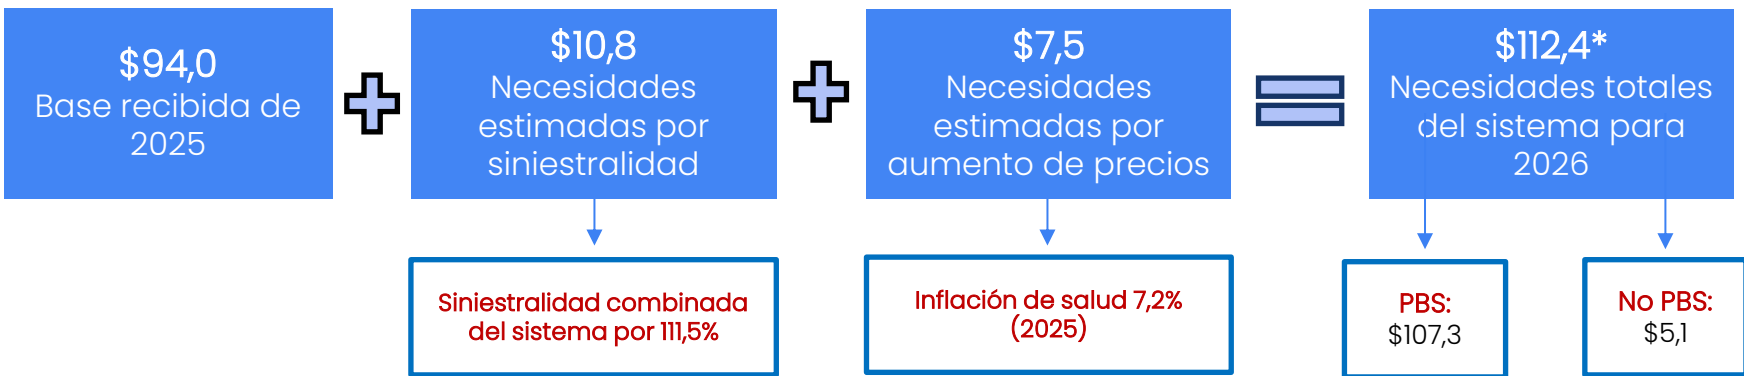 $94,0
Base recibida de
2025
$10,8
Necesidades
estimadas por
siniestralidad
$7,5
Necesidades
estimadas por
aumento de precios
$112,4*
Necesidades totales
del sistema para
2026
Siniestralidad combinada
del sistema por 111,5%
Inflación de salud 7,2%
(2025)
PBS:
$107,3
No PBS:
$5,1